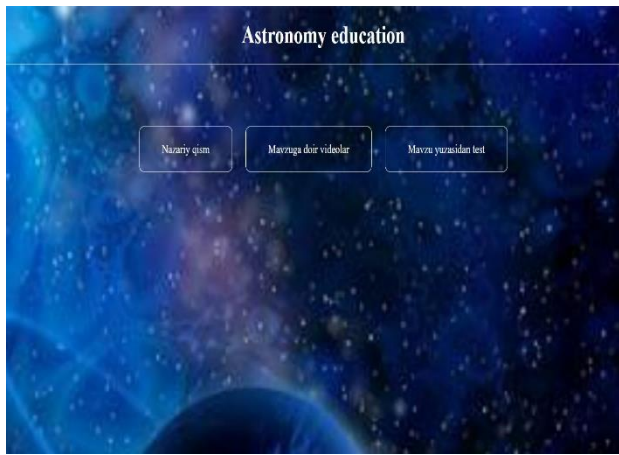 Astronomy education
Nazariy qism
Mavzuga doir videolar
Mavzu yuzasidan test